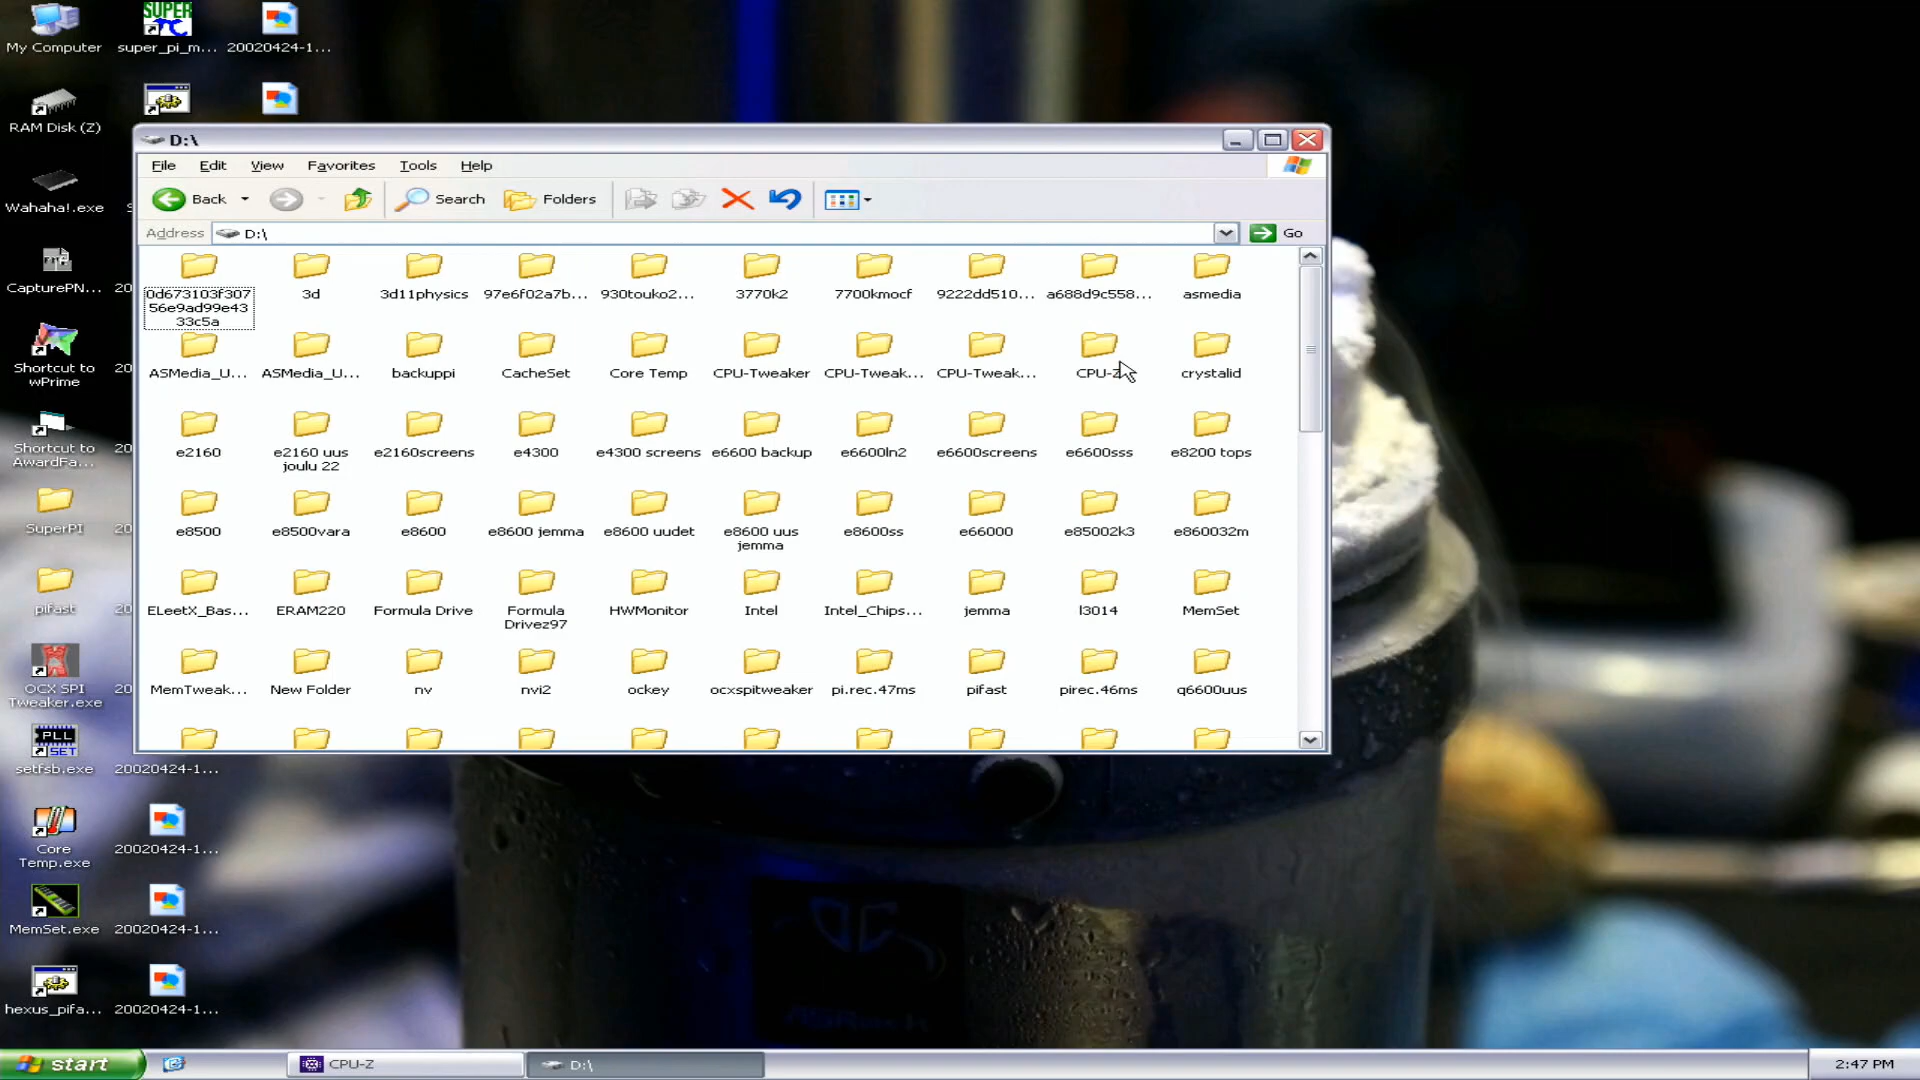 My Computer
super_pi_m...
20020424-1...
RAM Disk (Z)
Wahaha!.exe
CapturePN...
Shortcut to
wPrime
Shortcut to
AwardFa...
SuperPI
pifast
OCX SPI
Tweaker.exe
PLL
SET
setfsb.exe
20020424-1...
Core
Temp.exe
20020424-1...
MemSet.exe
20020424-1...
hexus_pifa...
20020424-1...
D:\
File Edit View Favorites Tools Help
Back Search Folders
Address D:\ Go
0d673103f307
56e9ad99e43
33c5a
3d
3d11physics
97e6f02a7b...
930touko2...
3770k2
7700kmocf
9222dd510...
a688d9c558...
asmedia
ASMedia_U...
ASMedia_U...
backuppi
CacheSet
Core Temp
CPU-Tweaker
CPU-Tweak...
CPU-Tweak...
CPU-Z
crystalid
e2160
e2160 uus
joulu 22
e2160screens
e4300
e4300 screens
e6600 backup
e6600ln2
e6600screens
e6600sss
e8200 tops
e8500
e8500vara
e8600
e8600 jemma
e8600 uudet
e8600 uus
jemma
e8600ss
e66000
e85002k3
e860032m
ELeetX_Bas...
ERAM220
Formula Drive
Formula
Drivez97
HWMonitor
Intel
Intel_Chips...
jemma
l3014
MemSet
MemTweak...
New Folder
nv
nvi2
ockey
ocxspitweaker
pi.rec.47ms
pifast
pirec.46ms
q6600uus
start
CPU-Z
D:\
2:47 PM